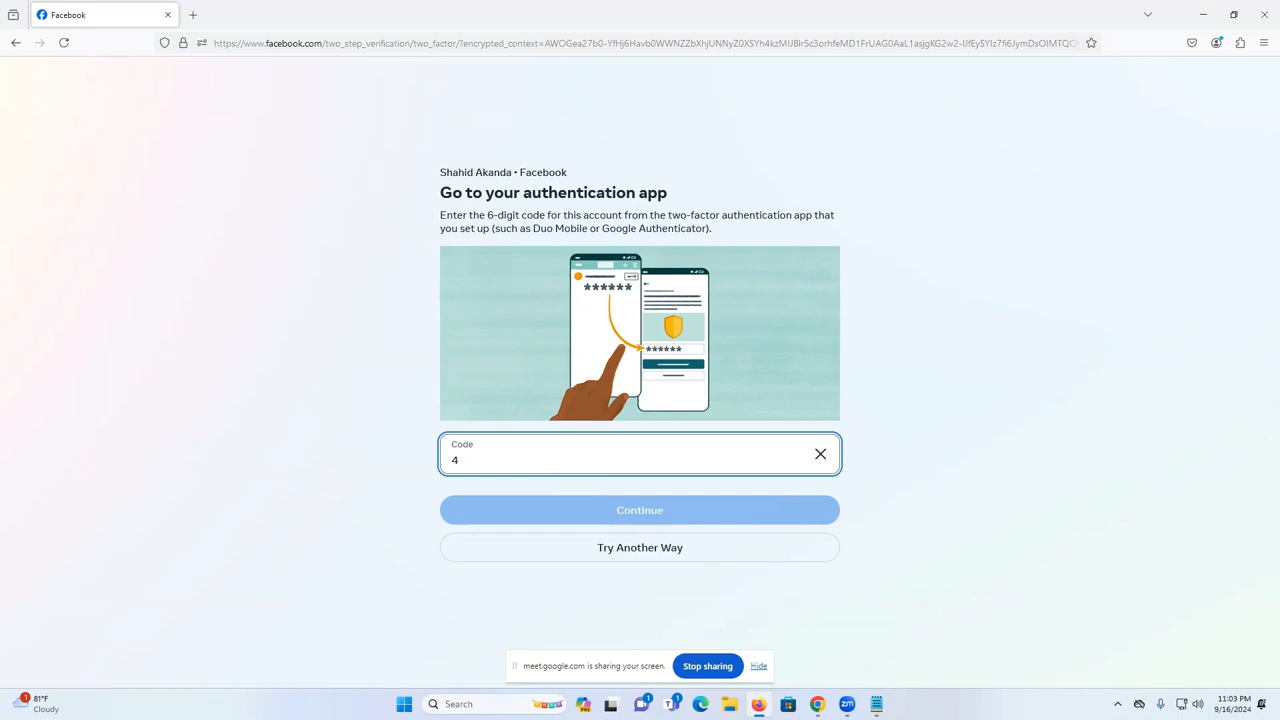 Facebook
https://www.facebook.com/two_step_verification/two_factor/?encrypted_context=
Shahid Akanda • Facebook
Go to your authentication app
Enter the 6-digit code for this account from the two-factor authentication app that
you set up (such as Duo Mobile or Google Authenticator).
******
******
Code
4
Continue
Try Another Way
meet.google.com is sharing your screen.
Stop sharing
Hide
1
81°F
Cloudy
Search
1
1
11:03 PM
9/16/2024